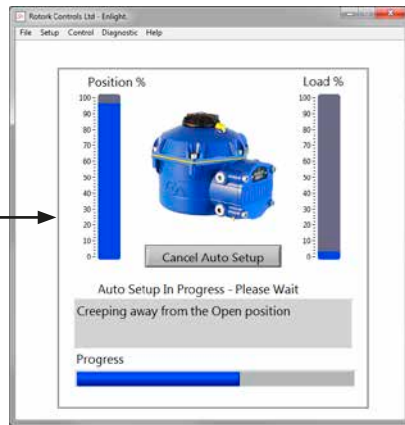 Rotork Controls Ltd - Enlight.
File Setup Control Diagnostic Help
Position %
Load %
100
90
80
70
60
50
40
30
20
10
0
100
90
80
70
60
50
40
30
20
10
0
Cancel Auto Setup
Auto Setup In Progress - Please Wait
Creeping away from the Open position
Progress